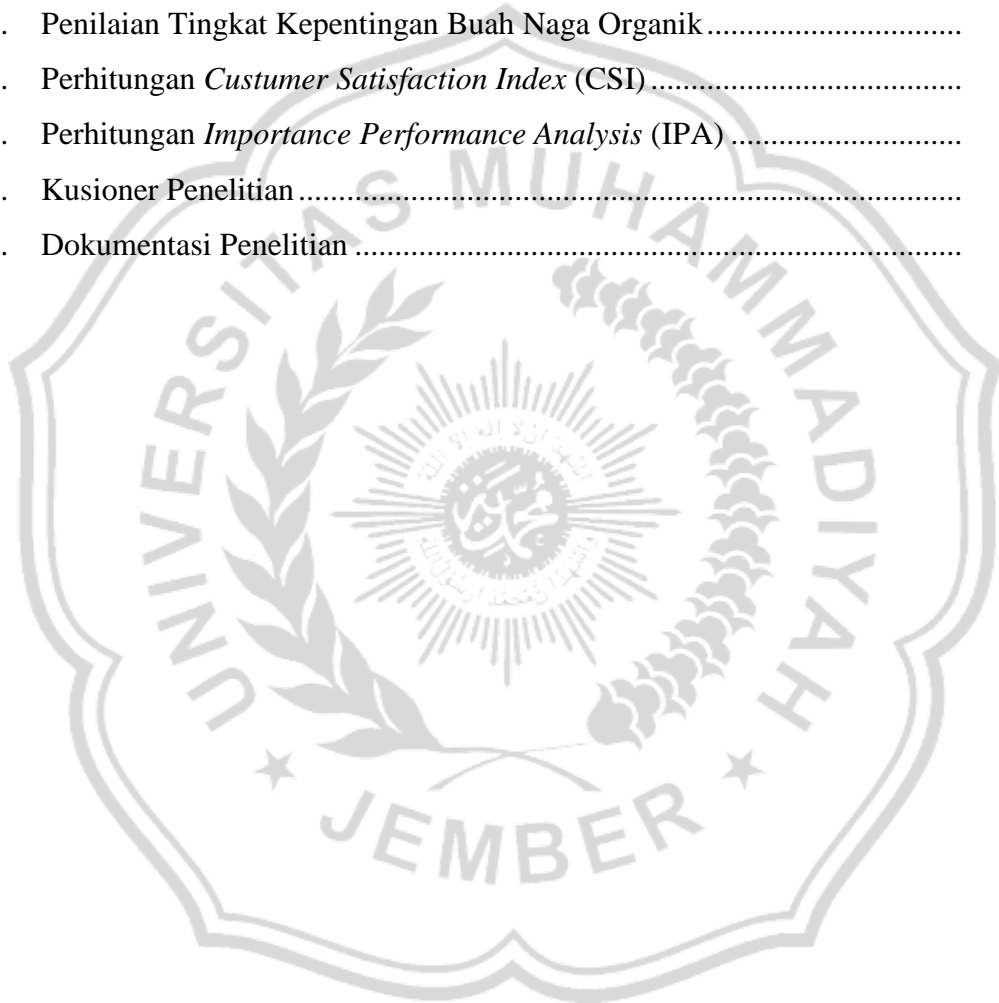 . Penilaian Tingkat Kepentingan Buah Naga Organik................................
. Perhitungan Custumer Satisfaction Index (CSI).......................................
. Perhitungan Importance Performance Analysis (IPA).............................
. Kusioner Penelitian...................................................................................
. Dokumentasi Penelitian............................................................................
UNIVERSITAS MUHAMMADIYAH
JEMBER